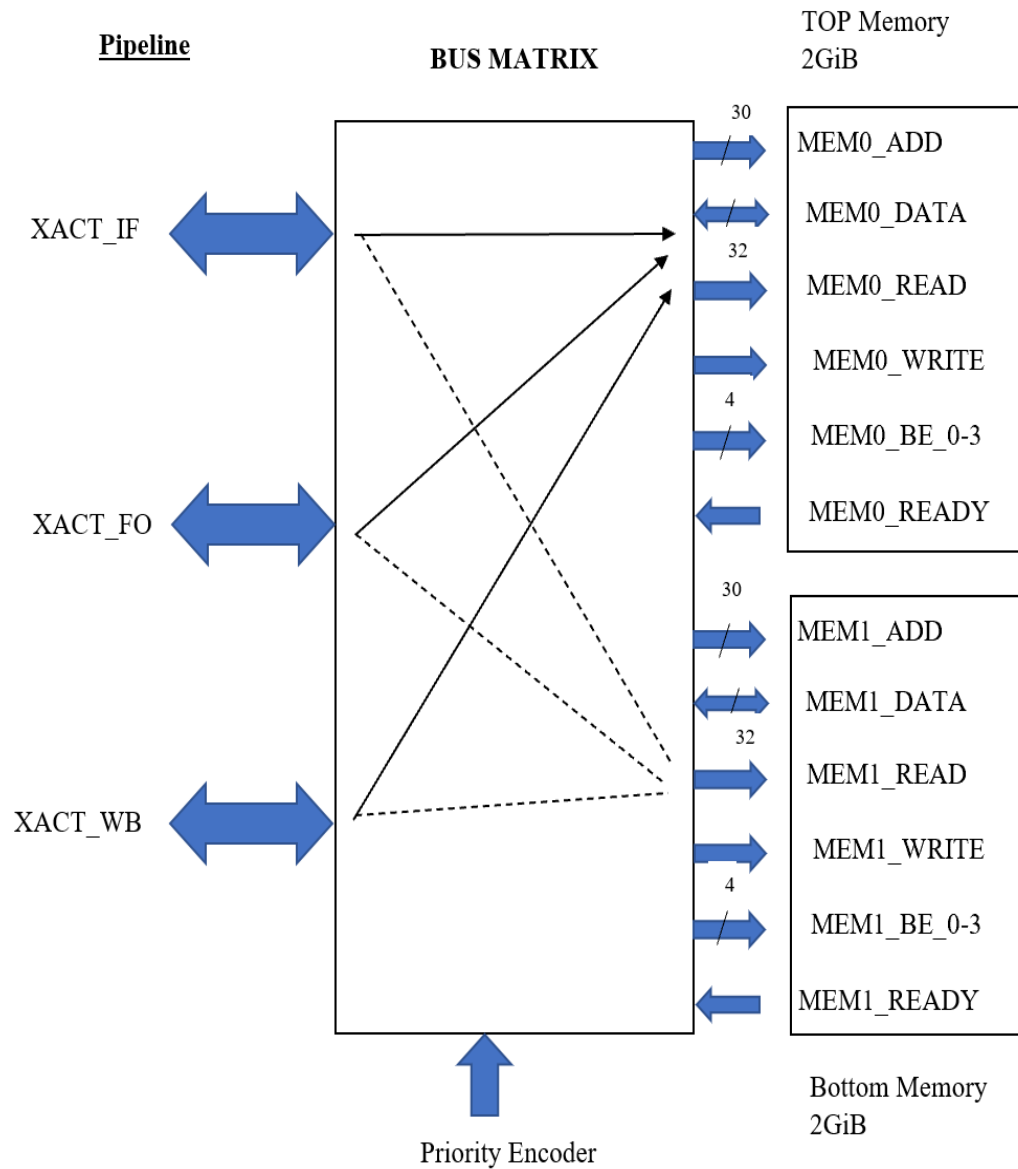 Pipeline
BUS MATRIX
TOP Memory
2GiB
30
MEM0_ADD
XACT_IF
MEM0_DATA
32
MEM0_READ
MEM0_WRITE
4
MEM0_BE_0-3
XACT_FO
MEM0_READY
30
MEM1_ADD
MEM1_DATA
32
MEM1_READ
XACT_WB
MEM1_WRITE
4
MEM1_BE_0-3
MEM1_READY
Bottom Memory
2GiB
Priority Encoder